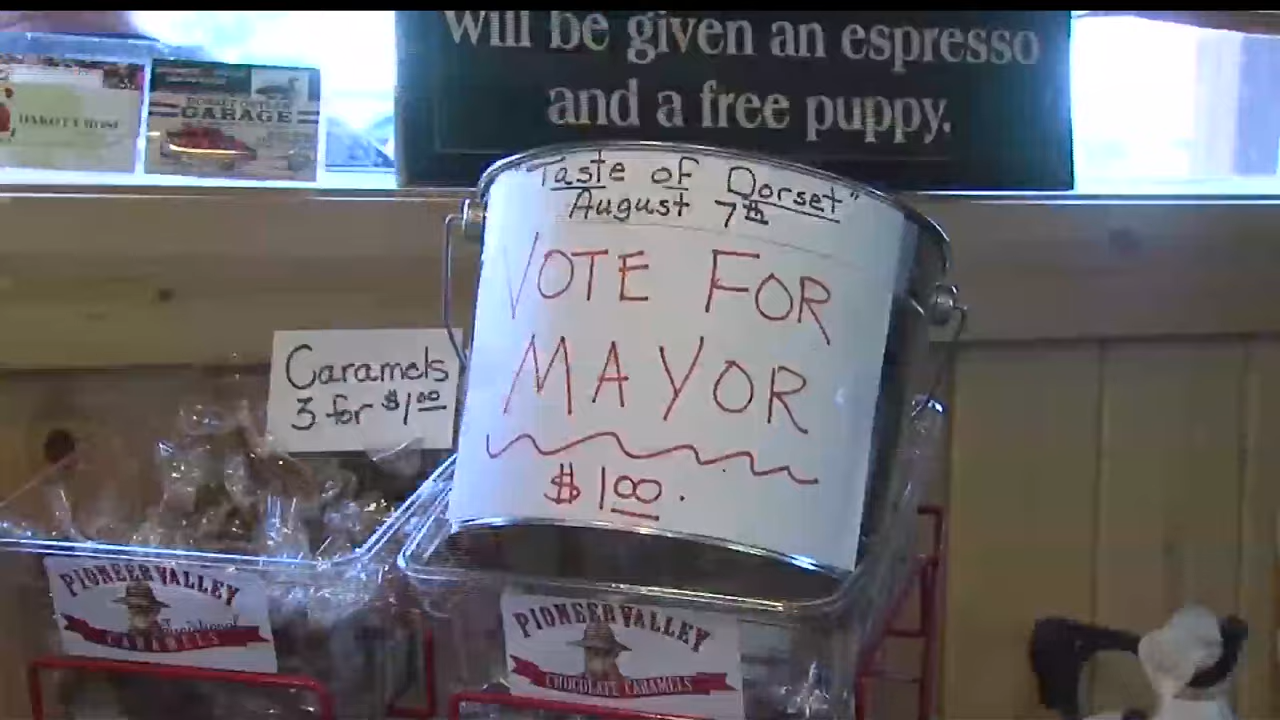 will be given an espresso
and a free puppy.
GARAGE
"Taste of Dorset"
August 7th
VOTE FOR
MAYOR
$1.00.
Caramels
3 for $1.00
PIONEER VALLEY
CARAMELS
PIONEER VALLEY
CHOCOLATE CARAMELS